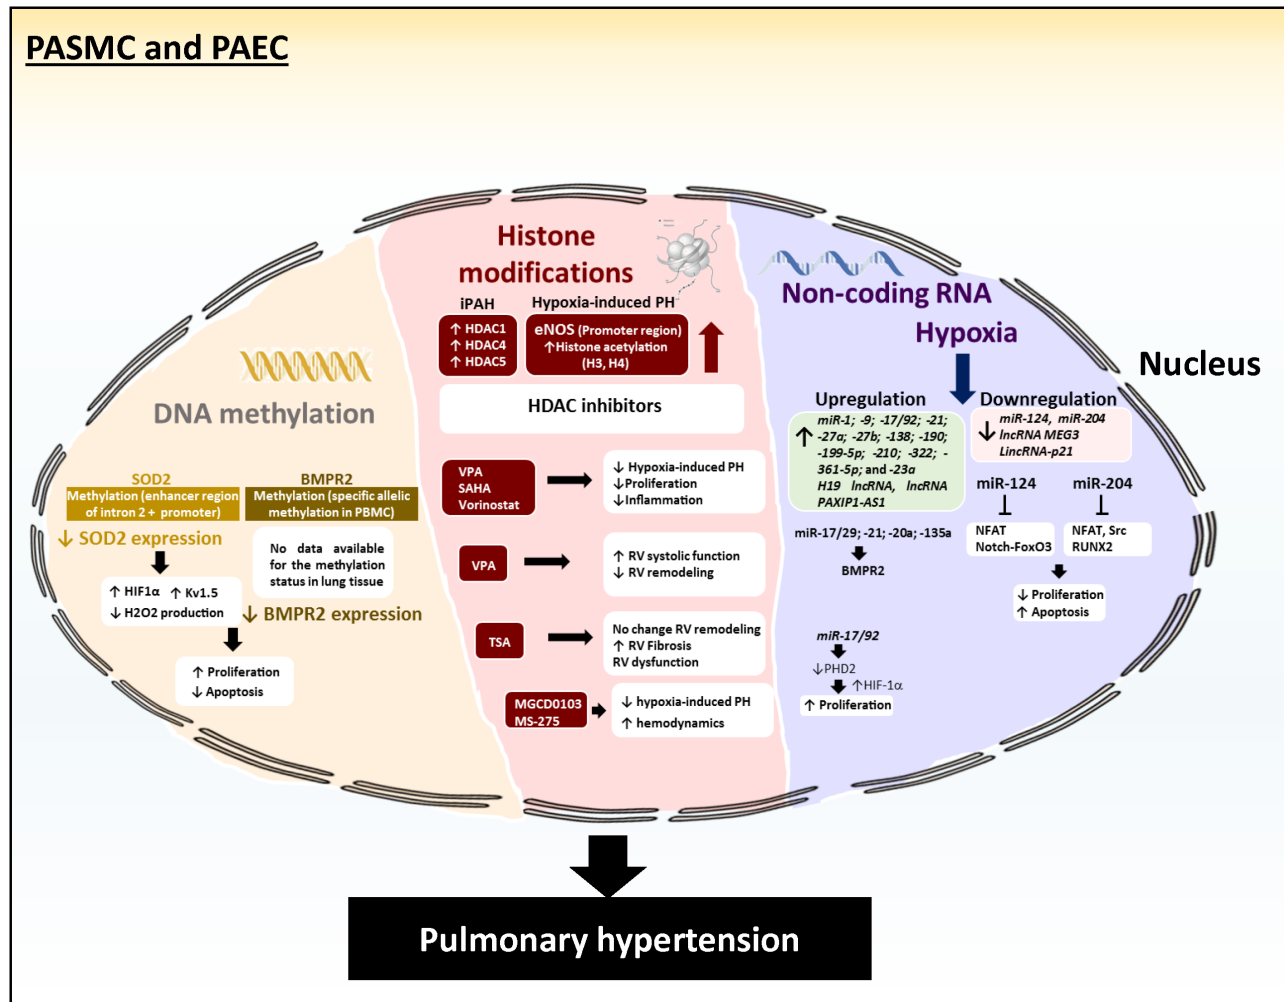 PASMC and PAEC
Nucleus
DNA methylation
SOD2
Methylation (enhancer region
of intron 2 + promoter)
↓ SOD2 expression
↑ HIF1α ↑ Kv1.5
↓ H2O2 production
BMPR2
Methylation (specific allelic
methylation in PBMC)
No data available
for the methylation
status in lung tissue
↓ BMPR2 expression
↑ Proliferation
↓ Apoptosis
Histone
modifications
iPAH
↑ HDAC1
↑ HDAC4
↑ HDAC5
Hypoxia-induced PH
eNOS (Promoter region)
↑Histone acetylation
(H3, H4)
HDAC inhibitors
VPA
SAHA
Vorinostat
↓ Hypoxia-induced PH
↓Proliferation
↓Inflammation
VPA
↑ RV systolic function
↓ RV remodeling
TSA
No change RV remodeling
↑ RV Fibrosis
RV dysfunction
MGCD0103
MS-275
↓ hypoxia-induced PH
↑ hemodynamics
Non-coding RNA
Hypoxia
Upregulation
↑ miR-1; -9; -17/92; -21;
-27a; -27b; -138; -190;
-199-5p; -210; -322; -
361-5p; and -23a
H19 lncRNA, lncRNA
PAXIP1-AS1
miR-17/29; -21; -20a; -135a
BMPR2
miR-17/92
↓PHD2
↑HIF-1α
↑ Proliferation
Downregulation
↓ miR-124, miR-204
lncRNA MEG3
LincRNA-p21
miR-124
NFAT
Notch-FoxO3
miR-204
NFAT, Src
RUNX2
↓ Proliferation
↑ Apoptosis
Pulmonary hypertension